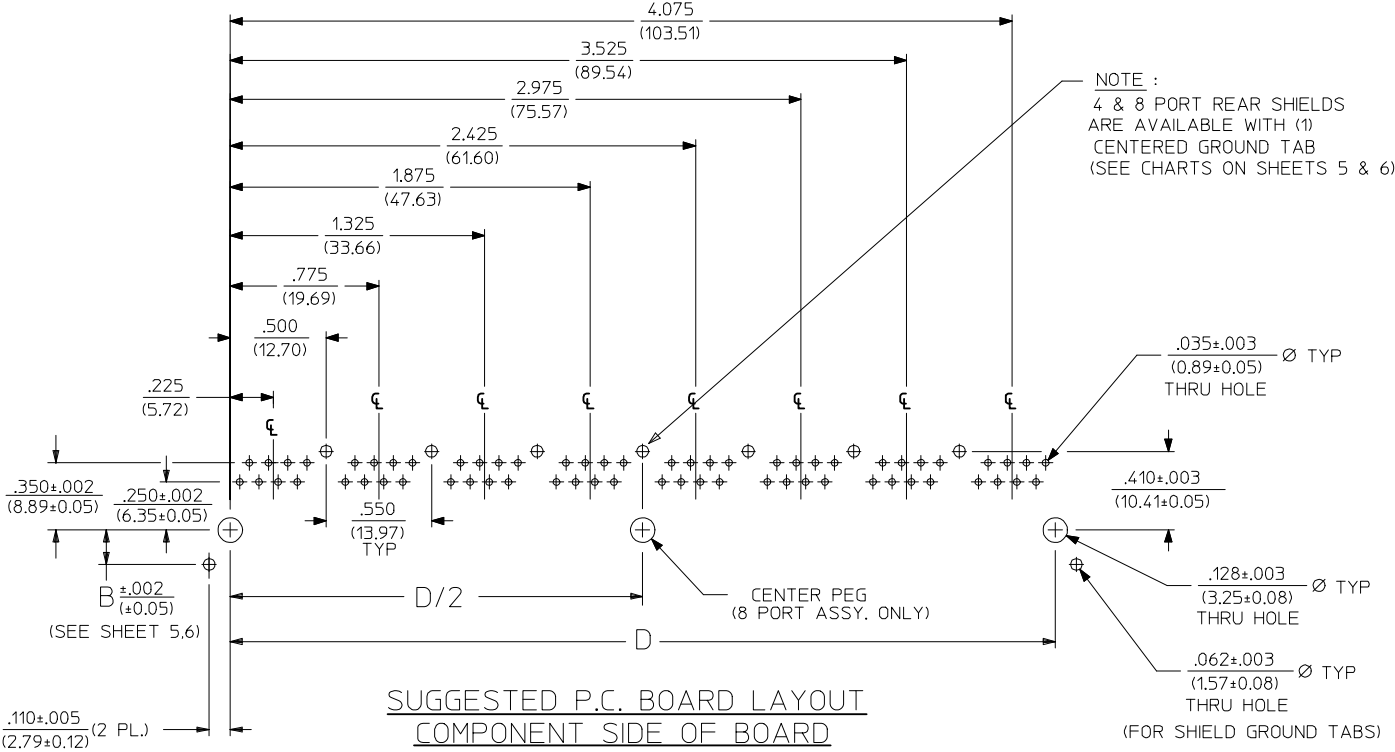 4.075
(103.51)
3.525
(89.54)
2.975
(75.57)
2.425
(61.60)
1.875
(47.63)
1.325
(33.66)
.775
(19.69)
.500
(12.70)
.225
(5.72)
NOTE :
4 & 8 PORT REAR SHIELDS
ARE AVAILABLE WITH (1)
CENTERED GROUND TAB
(SEE CHARTS ON SHEETS 5 & 6)
.035±.003
(0.89±0.05) Ø TYP
THRU HOLE
℄
℄ ℄ ℄ ℄ ℄ ℄ ℄
.350±.002
(8.89±0.05)
.250±.002
(6.35±0.05)
.550
(13.97)
TYP
.410±.003
(10.41±0.05)
B ±.002
(±0.05)
(SEE SHEET 5,6)
D/2
CENTER PEG
(8 PORT ASSY. ONLY)
.128±.003
(3.25±0.08) Ø TYP
THRU HOLE
D
.062±.003
(1.57±0.08) Ø TYP
THRU HOLE
(FOR SHIELD GROUND TABS)
.110±.005
(2.79±0.12) (2 PL.)
SUGGESTED P.C. BOARD LAYOUT
COMPONENT SIDE OF BOARD